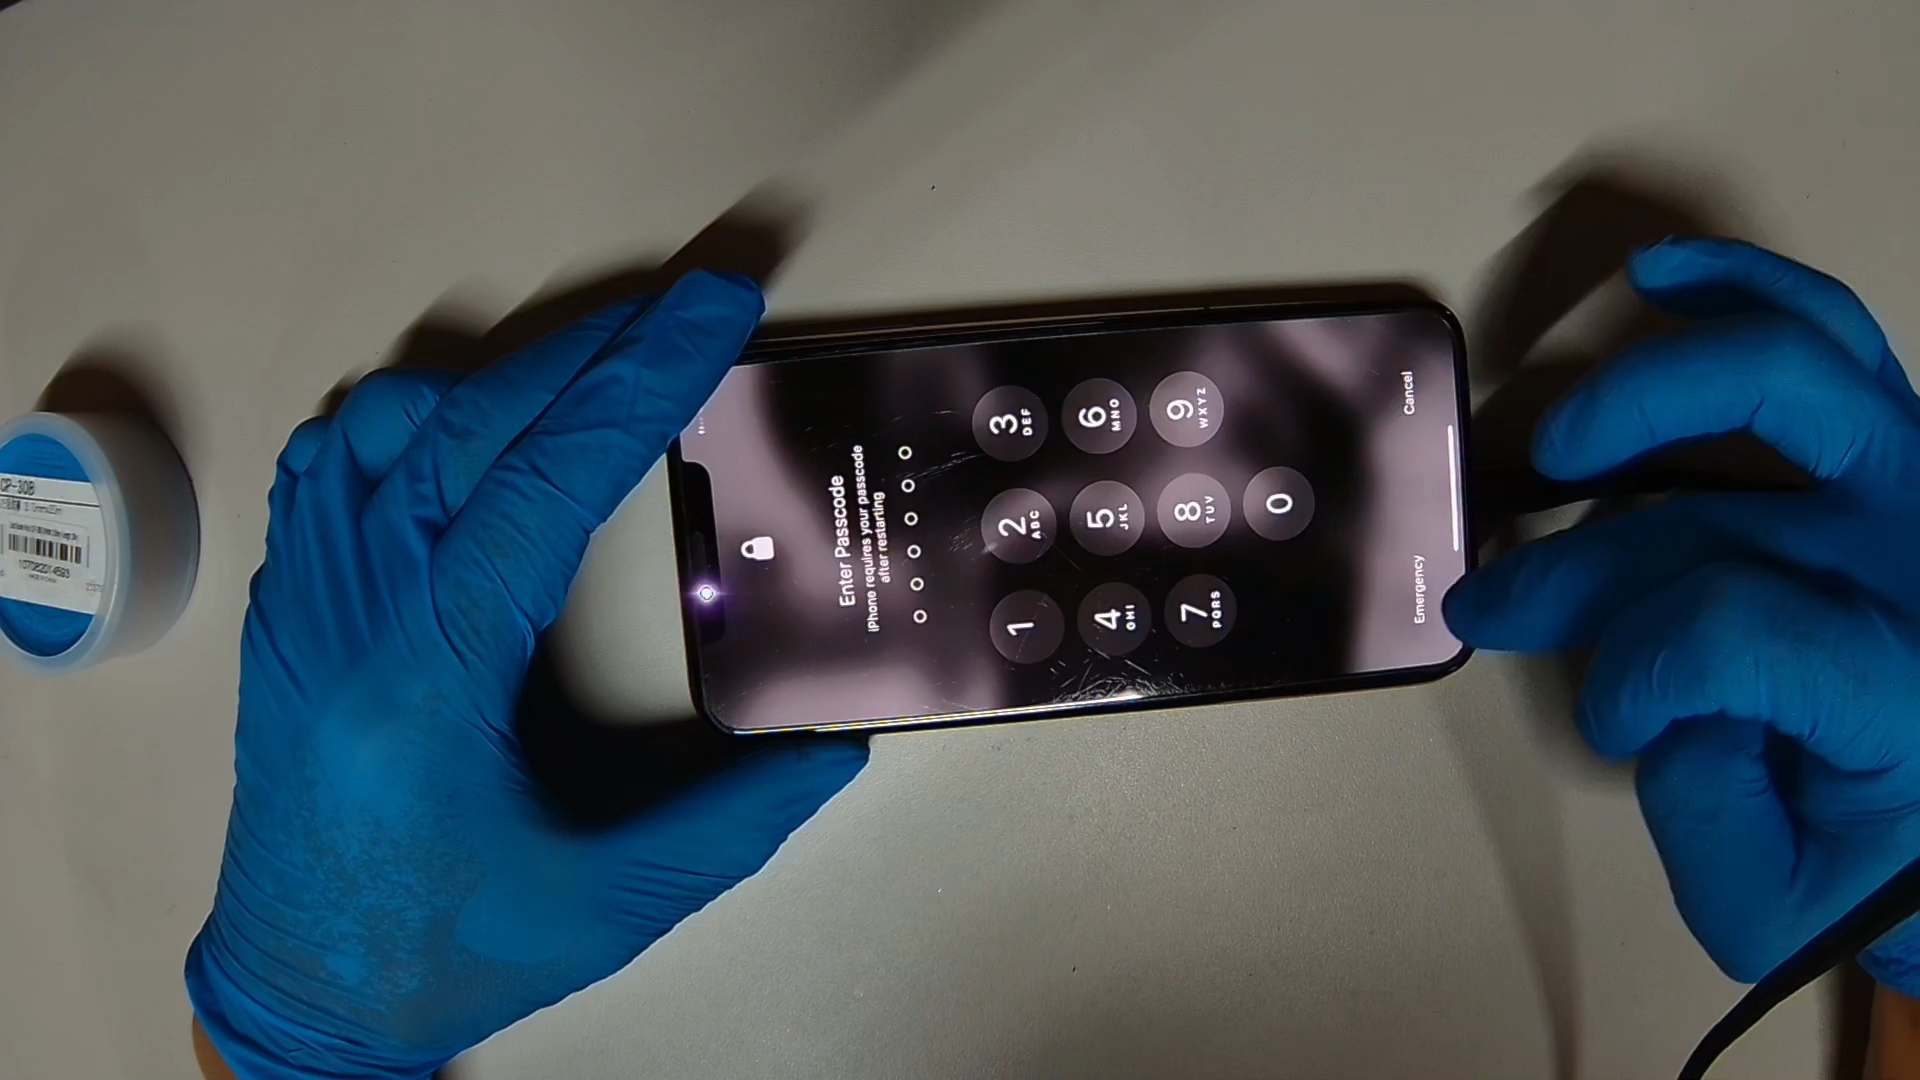 Enter Passcode
iPhone requires your passcode
after restarting
1
2
ABC
3
DEF
4
GHI
5
JKL
6
MNO
7
PQRS
8
TUV
9
WXYZ
0
Emergency
Cancel
CP-30B